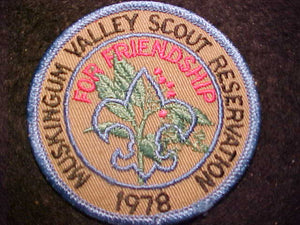 MUSKINGUM VALLEY SCOUT RESERVATION
FOR FRIENDSHIP
1978